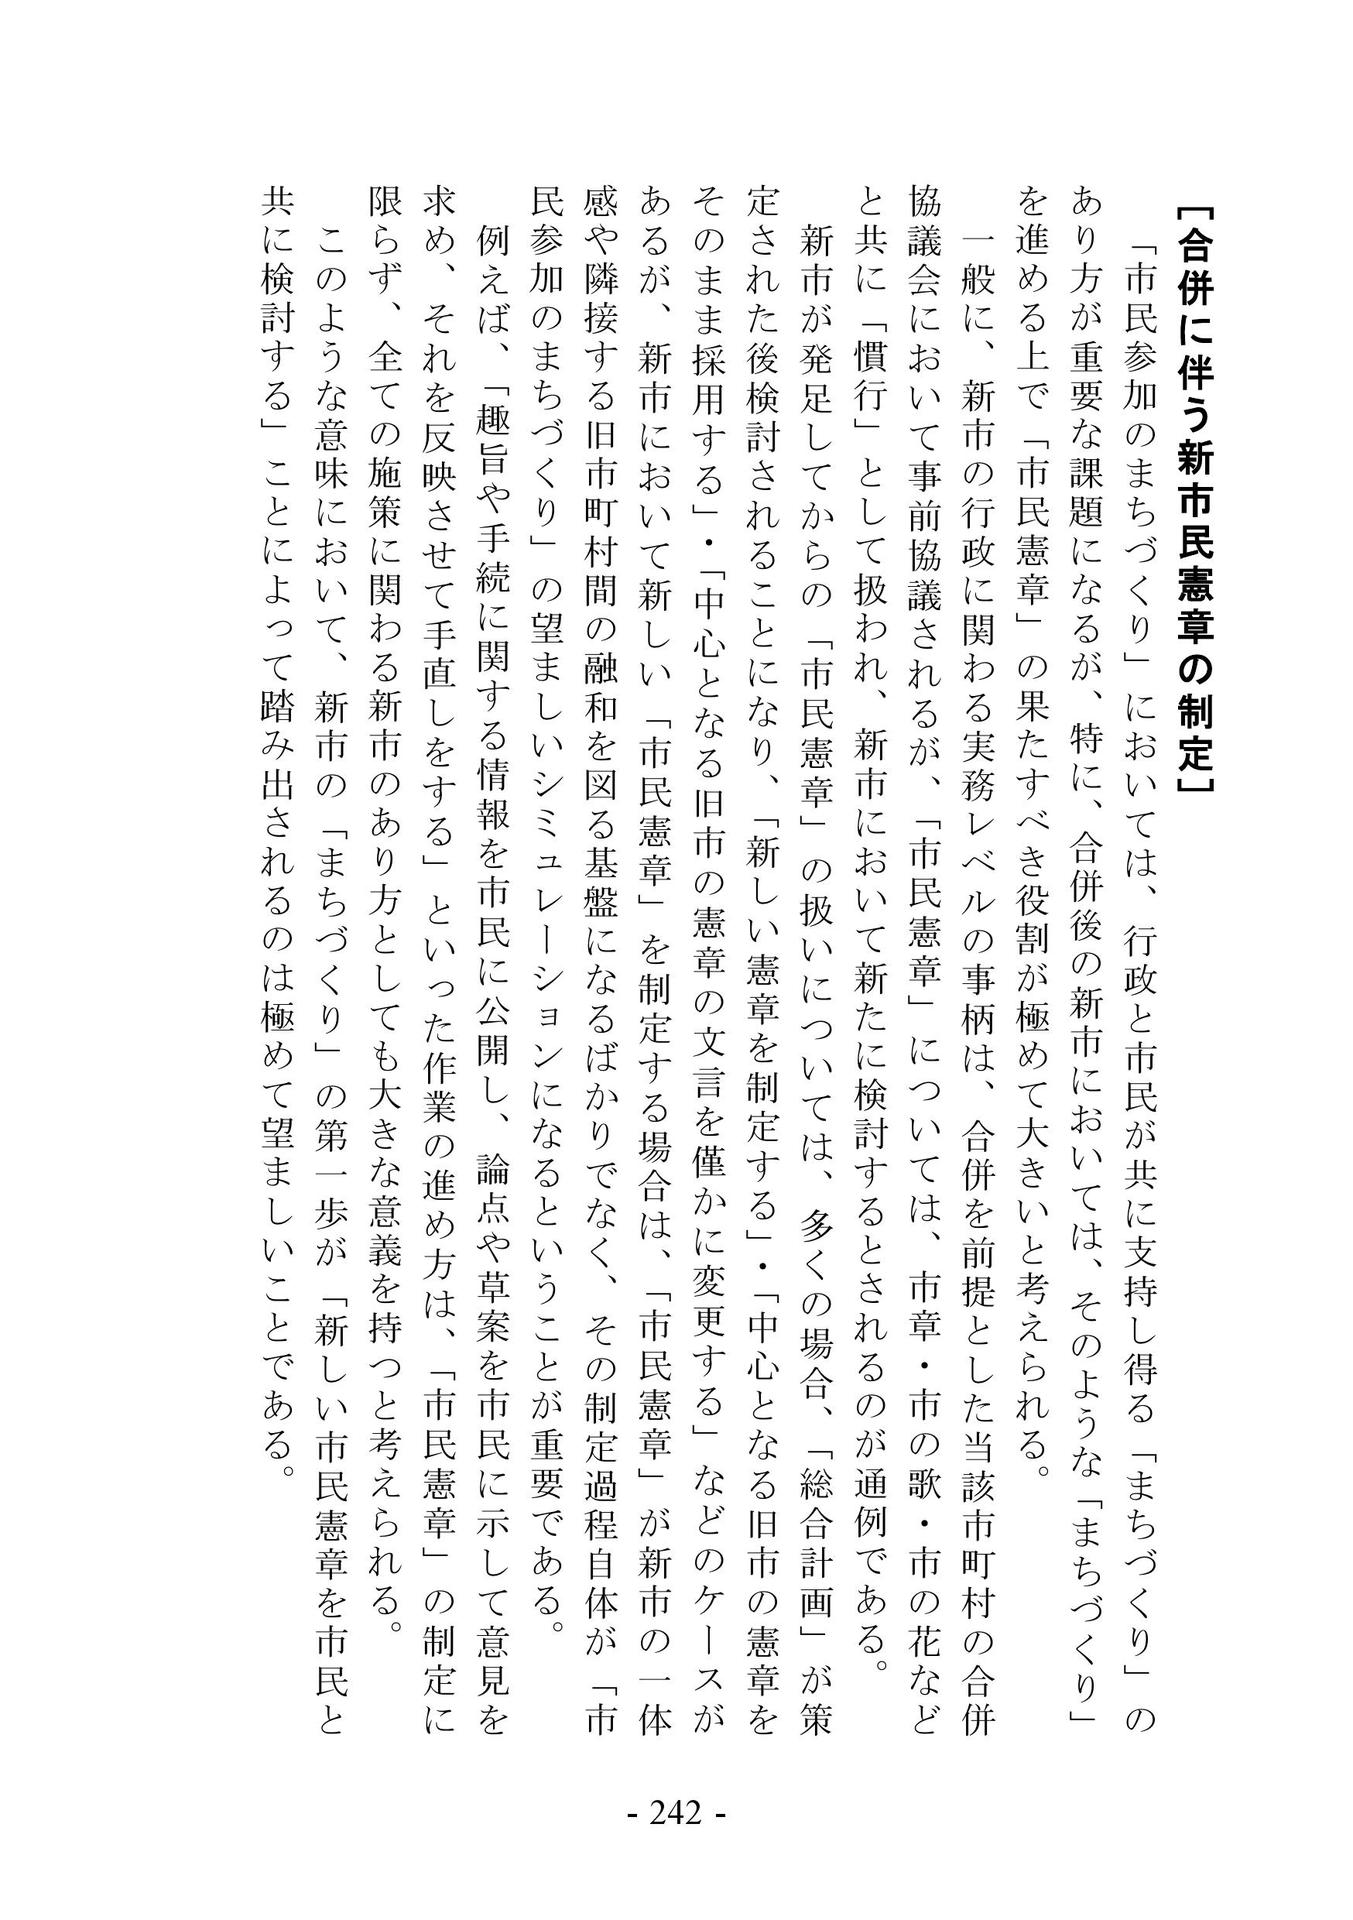 ［合併に伴う新市民憲章の制定］
「市民参加のまちづくり」においては、行政と市民が共に支持し得る「まちづくり」の
あり方が重要な課題になるが、特に、合併後の新市においては、そのような「まちづくり」
を進める上で「市民憲章」の果たすべき役割が極めて大きいと考えられる。
一般に、新市の行政に関わる実務レベルの事柄は、合併を前提とした当該市町村の合併
協議会において事前協議されるが、「市民憲章」については、市章・市の歌・市の花など
と共に「慣行」として扱われ、新市において新たに検討するとされるのが通例である。
新市が発足してからの「市民憲章」の扱いについては、多くの場合、「総合計画」が策
定された後検討されることになり、「新しい憲章を制定する」・「中心となる旧市の憲章を
そのまま採用する」・「中心となる旧市の憲章の文言を僅かに変更する」などのケースが
あるが、新市において新しい「市民憲章」を制定する場合は、「市民憲章」が新市の一体
感や隣接する旧市町村間の融和を図る基盤になるばかりでなく、その制定過程自体が「市
民参加のまちづくり」の望ましいシミュレーションになるということが重要である。
例えば、「趣旨や手続に関する情報を市民に公開し、論点や草案を市民に示して意見を
求め、それを反映させて手直しをする」といった作業の進め方は、「市民憲章」の制定に
限らず、全ての施策に関わる新市のあり方としても大きな意義を持つと考えられる。
このような意味において、新市の「まちづくり」の第一歩が「新しい市民憲章を市民と
共に検討する」ことによって踏み出されるのは極めて望ましいことである。
- 242 -